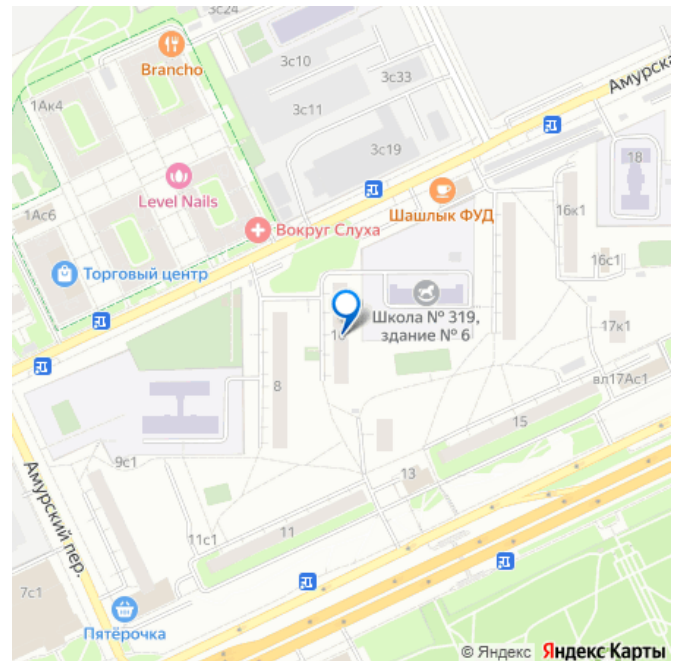 3с24
Brancho
3с10
3с33
1Ак4
3с11
Амурска
3с19
18
Level Nails
Шашлык ФУД
16к1
1Ас6
Вокруг Слуха
16с1
Торговый центр
Школа № 319,
здание № 6
17к1
10
8
вл17Ас1
15
9с1
13
Амурский пер.
11с1
11
7с1
Пятёрочка
© Яндекс Яндекс Карты